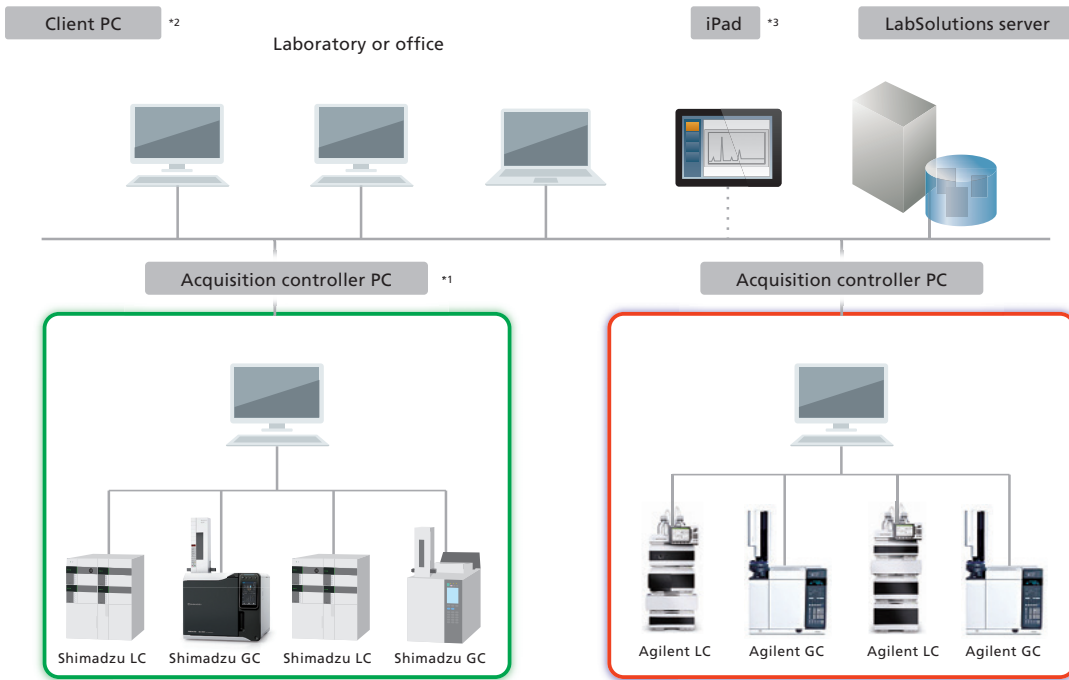 Client PC *2
Laboratory or office
iPad *3
LabSolutions server
Acquisition controller PC *1
Acquisition controller PC
Shimadzu LC
Shimadzu GC
Shimadzu LC
Shimadzu GC
Agilent LC
Agilent GC
Agilent LC
Agilent GC